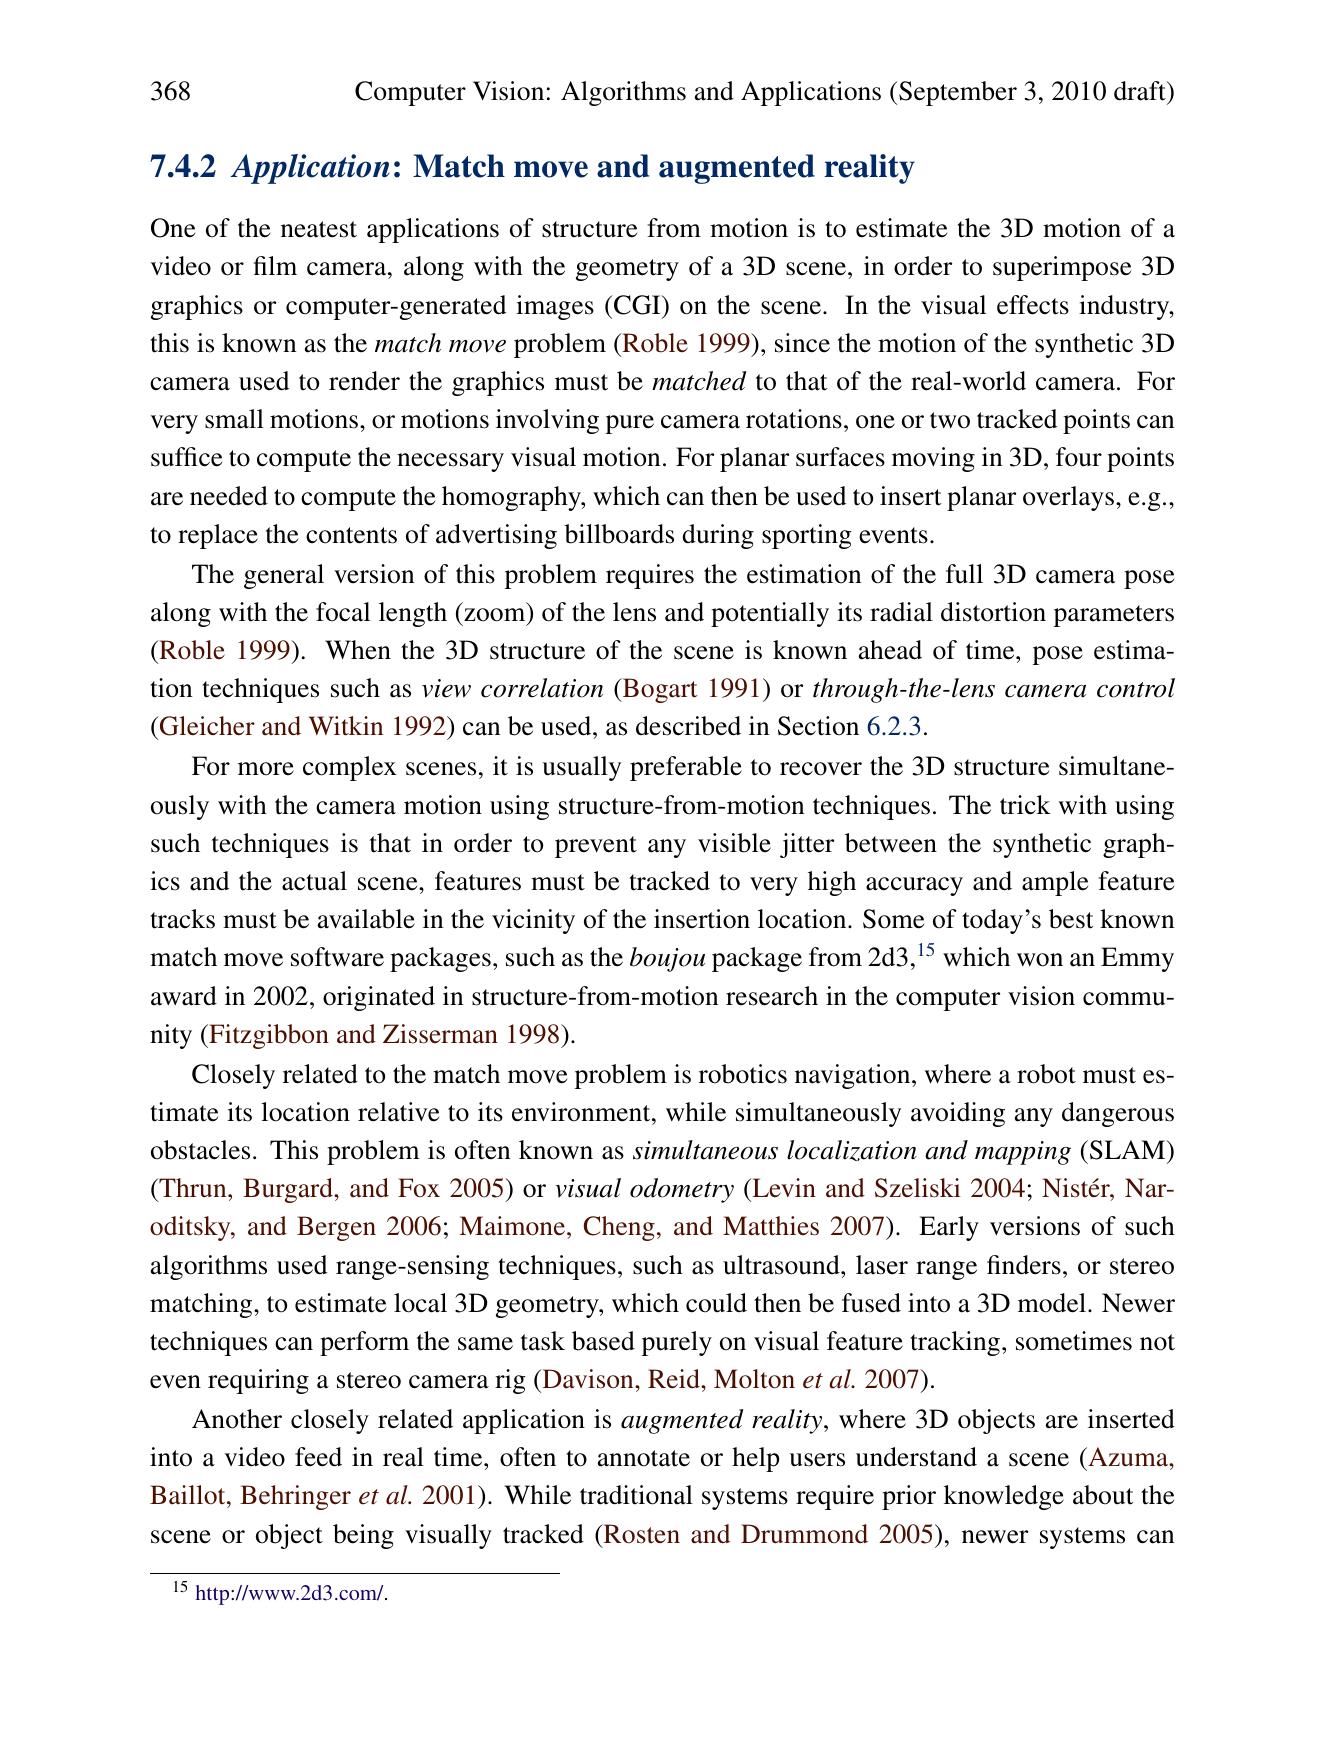 368 Computer Vision: Algorithms and Applications (September 3, 2010 draft)
7.4.2 Application: Match move and augmented reality
One of the neatest applications of structure from motion is to estimate the 3D motion of a
video or film camera, along with the geometry of a 3D scene, in order to superimpose 3D
graphics or computer-generated images (CGI) on the scene. In the visual effects industry,
this is known as the match move problem (Roble 1999), since the motion of the synthetic 3D
camera used to render the graphics must be matched to that of the real-world camera. For
very small motions, or motions involving pure camera rotations, one or two tracked points can
suffice to compute the necessary visual motion. For planar surfaces moving in 3D, four points
are needed to compute the homography, which can then be used to insert planar overlays, e.g.,
to replace the contents of advertising billboards during sporting events.
The general version of this problem requires the estimation of the full 3D camera pose
along with the focal length (zoom) of the lens and potentially its radial distortion parameters
(Roble 1999). When the 3D structure of the scene is known ahead of time, pose estima-
tion techniques such as view correlation (Bogart 1991) or through-the-lens camera control
(Gleicher and Witkin 1992) can be used, as described in Section 6.2.3.
For more complex scenes, it is usually preferable to recover the 3D structure simultane-
ously with the camera motion using structure-from-motion techniques. The trick with using
such techniques is that in order to prevent any visible jitter between the synthetic graph-
ics and the actual scene, features must be tracked to very high accuracy and ample feature
tracks must be available in the vicinity of the insertion location. Some of today’s best known
match move software packages, such as the boujou package from 2d3,15 which won an Emmy
award in 2002, originated in structure-from-motion research in the computer vision commu-
nity (Fitzgibbon and Zisserman 1998).
Closely related to the match move problem is robotics navigation, where a robot must es-
timate its location relative to its environment, while simultaneously avoiding any dangerous
obstacles. This problem is often known as simultaneous localization and mapping (SLAM)
(Thrun, Burgard, and Fox 2005) or visual odometry (Levin and Szeliski 2004; Nistér, Nar-
oditsky, and Bergen 2006; Maimone, Cheng, and Matthies 2007). Early versions of such
algorithms used range-sensing techniques, such as ultrasound, laser range finders, or stereo
matching, to estimate local 3D geometry, which could then be fused into a 3D model. Newer
techniques can perform the same task based purely on visual feature tracking, sometimes not
even requiring a stereo camera rig (Davison, Reid, Molton et al. 2007).
Another closely related application is augmented reality, where 3D objects are inserted
into a video feed in real time, often to annotate or help users understand a scene (Azuma,
Baillot, Behringer et al. 2001). While traditional systems require prior knowledge about the
scene or object being visually tracked (Rosten and Drummond 2005), newer systems can
15 http://www.2d3.com/.